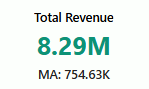 Total Revenue
8.29M
MA: 754.63K